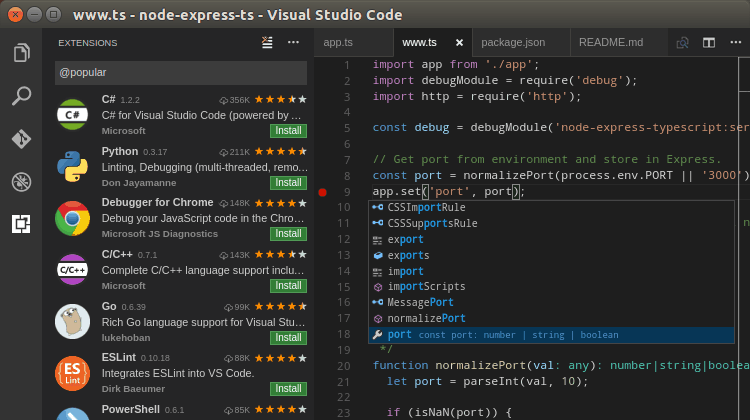 www.ts - node-express-ts - Visual Studio Code
EXTENSIONS
@popular
C# 1.2.2 356K
C# for Visual Studio Code (powered by ...
Microsoft Install
Python 0.3.17 211K
Linting, Debugging (multi-threaded, remo...
Don Jayamanne Install
Debugger for Chrome 148K
Debug your JavaScript code in the Chro...
Microsoft JS Diagnostics Install
C/C++ 0.7.1 143K
Complete C/C++ language support inclu...
Microsoft Install
Go 0.6.39 99K
Rich Go language support for Visual Stu...
lukehoban Install
ESLint 0.10.18 88K
Integrates ESLint into VS Code.
Dirk Baeumer Install
PowerShell 0.6.1 85K
C#
C/C++
ES
Lint
app.ts www.ts package.json README.md
1 import app from './app';
2 import debugModule = require('debug');
3 import http = require('http');
4
5 const debug = debugModule('node-express-typescript:ser
6
7 // Get port from environment and store in Express.
8 const port = normalizePort(process.env.PORT || '3000')
9 app.set('port', port);
10 CSSImportRule
11 CSSSupportsRule
12 export
13 exports
14 import
15 importScripts
16 MessagePort
17 normalizePort
18 port const port: number | string | boolean
19 */
20 function normalizePort(val: any): number|string|boolea
21 let port = parseInt(val, 10);
22
23 if (isNaN(port)) {